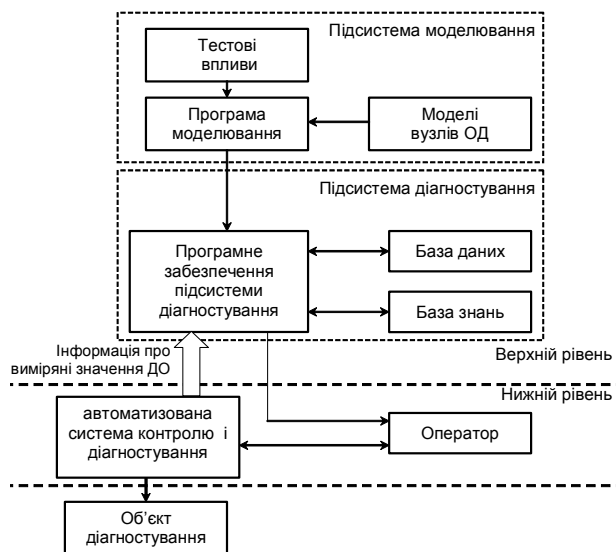 Підсистема моделювання
Тестові
впливи
Програма
моделювання
Моделі
вузлів ОД
Підсистема діагностування
Програмне
забезпечення
підсистеми
діагностування
База даних
База знань
Інформація про
виміряні значення ДО
Верхній рівень
Нижній рівень
автоматизована
система контролю і
діагностування
Оператор
Об’єкт
діагностування